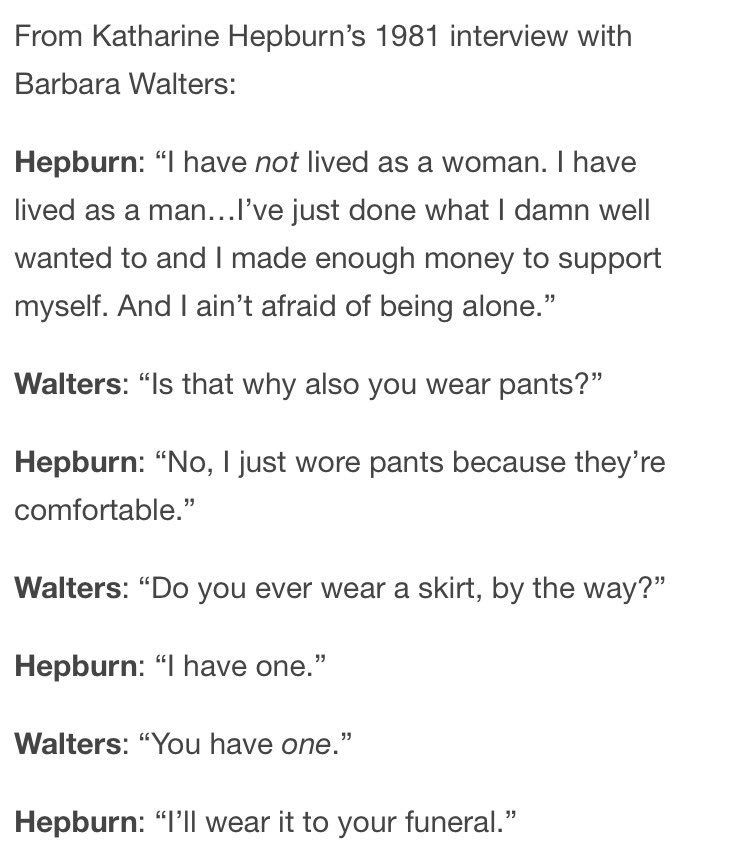 From Katharine Hepburn’s 1981 interview with
Barbara Walters:
Hepburn: “I have not lived as a woman. I have
lived as a man…I’ve just done what I damn well
wanted to and I made enough money to support
myself. And I ain’t afraid of being alone.”
Walters: “Is that why also you wear pants?”
Hepburn: “No, I just wore pants because they’re
comfortable.”
Walters: “Do you ever wear a skirt, by the way?”
Hepburn: “I have one.”
Walters: “You have one.”
Hepburn: “I’ll wear it to your funeral.”